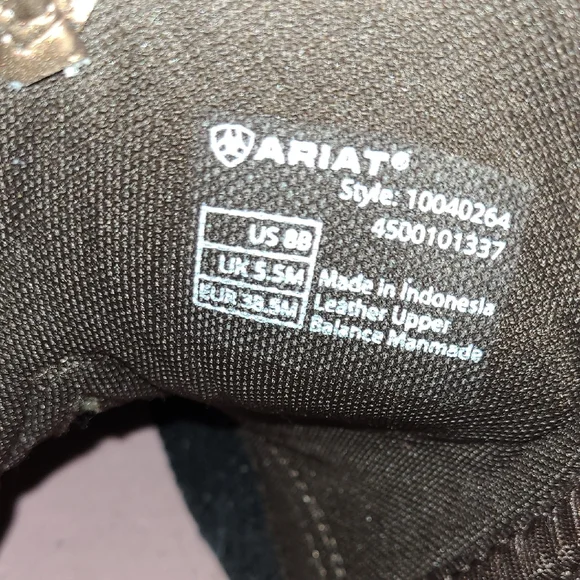 ARIAT®
Style: 10040264
4500101337
US 8B
UK 5.5M
EUR 38.5M
Made in Indonesia
Leather Upper
Balance Manmade